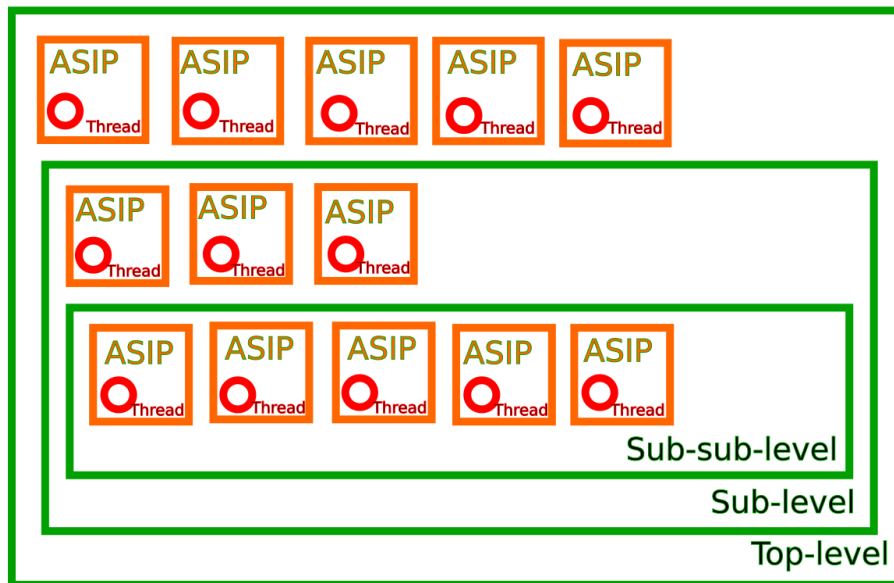 ASIP ASIP ASIP ASIP ASIP
Thread Thread Thread Thread Thread
ASIP ASIP ASIP
Thread Thread Thread
ASIP ASIP ASIP ASIP ASIP
Thread Thread Thread Thread Thread
Sub-sub-level
Sub-level
Top-level